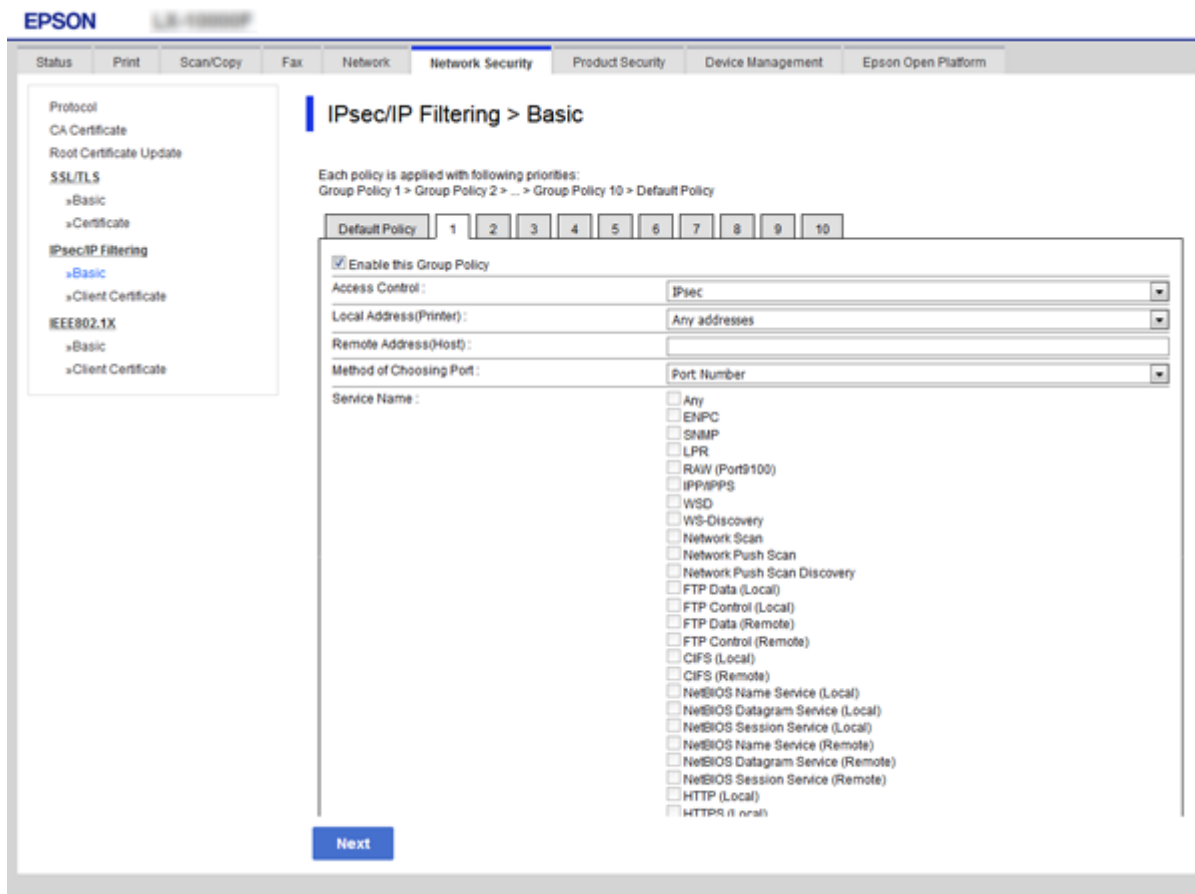 EPSON
Status Print Scan/Copy Fax Network Network Security Product Security Device Management Epson Open Platform
Protocol
CA Certificate
Root Certificate Update
SSL/TLS
»Basic
»Certificate
IPsec/IP Filtering
»Basic
»Client Certificate
IEEE802.1X
»Basic
»Client Certificate
IPsec/IP Filtering > Basic
Each policy is applied with following priorities:
Group Policy 1 > Group Policy 2 > ... > Group Policy 10 > Default Policy
Default Policy 1 2 3 4 5 6 7 8 9 10
Enable this Group Policy
Access Control : IPsec
Local Address(Printer) : Any addresses
Remote Address(Host) :
Method of Choosing Port : Port Number
Service Name : Any
ENPC
SNMP
LPR
RAW (Port9100)
IPP/IPPS
WSD
WS-Discovery
Network Scan
Network Push Scan
Network Push Scan Discovery
FTP Data (Local)
FTP Control (Local)
FTP Data (Remote)
FTP Control (Remote)
CIFS (Local)
CIFS (Remote)
NetBIOS Name Service (Local)
NetBIOS Datagram Service (Local)
NetBIOS Session Service (Local)
NetBIOS Name Service (Remote)
NetBIOS Datagram Service (Remote)
NetBIOS Session Service (Remote)
HTTP (Local)
HTTPS (Local)
Next